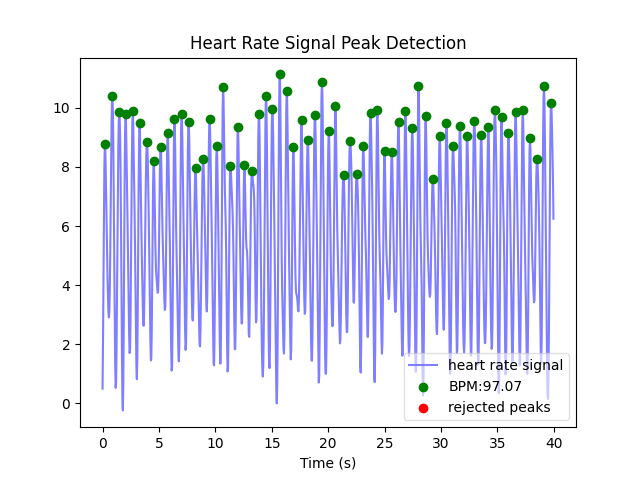 Heart Rate Signal Peak Detection
10
8
6
4
2
0
heart rate signal
BPM:97.07
rejected peaks
0 5 10 15 20 25 30 35 40
Time (s)